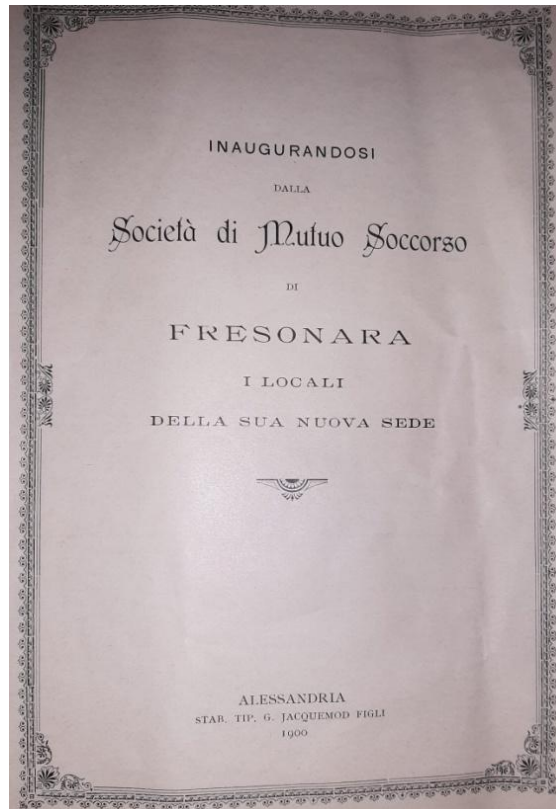 INAUGURANDOSI
DALLA
Società di Mutuo Soccorso
DI
FRESONARA
I LOCALI
DELLA SUA NUOVA SEDE
ALESSANDRIA
STAB. TIP. G. JACQUEMOD FIGLI
1900